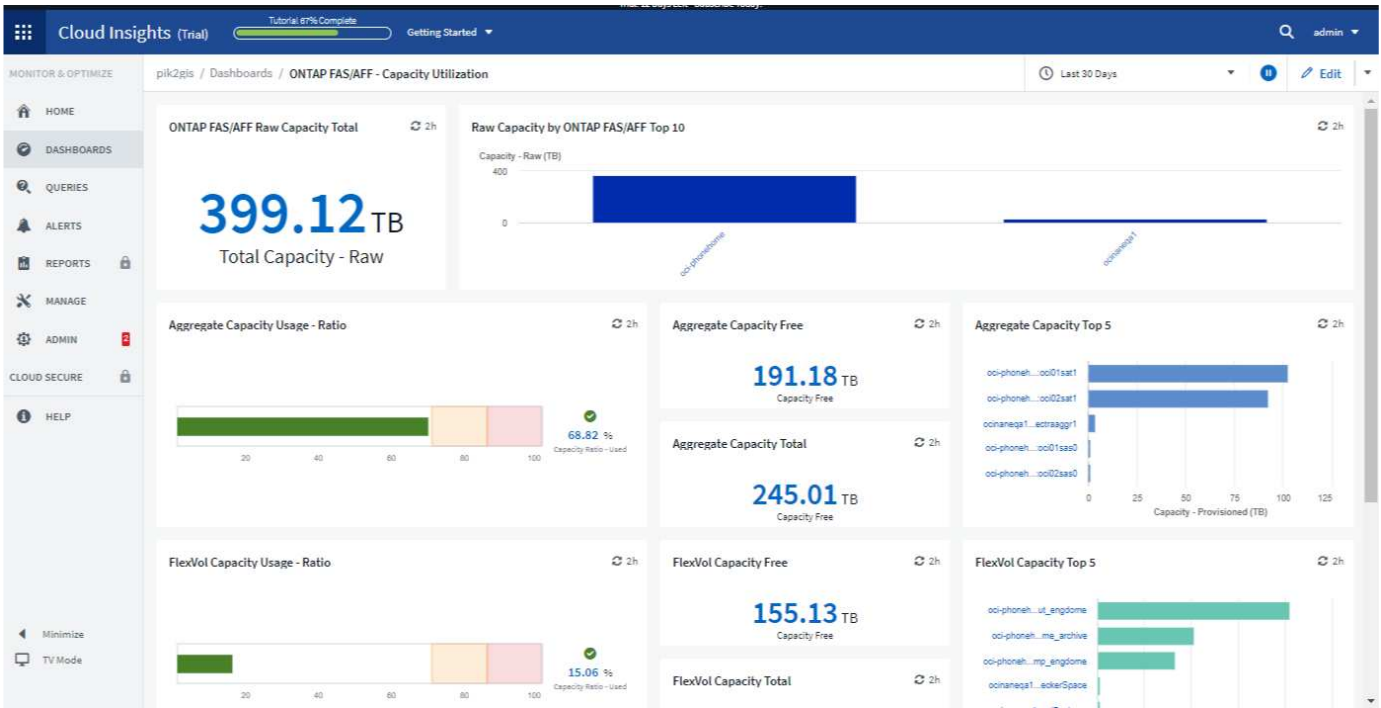 Trial: 12 Days Left - Subscribe Today!
Cloud Insights (Trial)
Tutorial 67% Complete
Getting Started
admin
MONITOR & OPTIMIZE
HOME
DASHBOARDS
QUERIES
ALERTS
REPORTS
MANAGE
ADMIN
2
CLOUD SECURE
HELP
Minimize
TV Mode
pik2gis / Dashboards / ONTAP FAS/AFF - Capacity Utilization
Last 30 Days
Edit
ONTAP FAS/AFF Raw Capacity Total
2h
399.12 TB
Total Capacity - Raw
Raw Capacity by ONTAP FAS/AFF Top 10
2h
Capacity - Raw (TB)
400
0
oci-phonehome
ocinaneqa1
Aggregate Capacity Usage - Ratio
2h
68.82 %
Capacity Ratio - Used
20 40 60 80 100
Aggregate Capacity Free
2h
191.18 TB
Capacity Free
Aggregate Capacity Total
2h
245.01 TB
Capacity Free
Aggregate Capacity Top 5
2h
oci-phoneh...:oci01sat1
oci-phoneh...:oci02sat1
ocinaneqa1...ectraaggr1
oci-phoneh...:oci01sas0
oci-phoneh...:oci02sas0
0 25 50 75 100 125
Capacity - Provisioned (TB)
FlexVol Capacity Usage - Ratio
2h
15.06 %
Capacity Ratio - Used
20 40 60 80 100
FlexVol Capacity Free
2h
155.13 TB
Capacity Free
FlexVol Capacity Total
2h
FlexVol Capacity Top 5
2h
oci-phoneh...ut_engdome
oci-phoneh...me_archive
oci-phoneh...mp_engdome
ocinaneqa1...eckerSpace